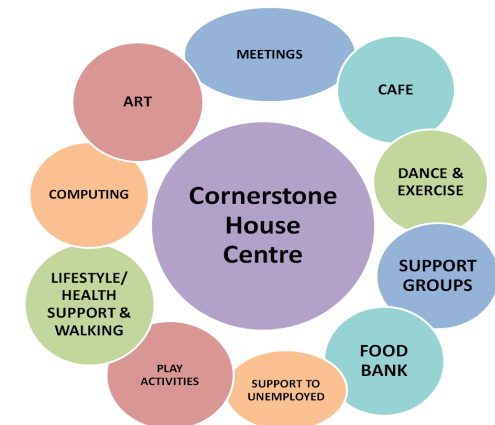 MEETINGS
CAFE
DANCE &
EXERCISE
SUPPORT
GROUPS
FOOD
BANK
SUPPORT TO
UNEMPLOYED
PLAY
ACTIVITIES
LIFESTYLE/
HEALTH
SUPPORT &
WALKING
COMPUTING
ART
Cornerstone
House
Centre